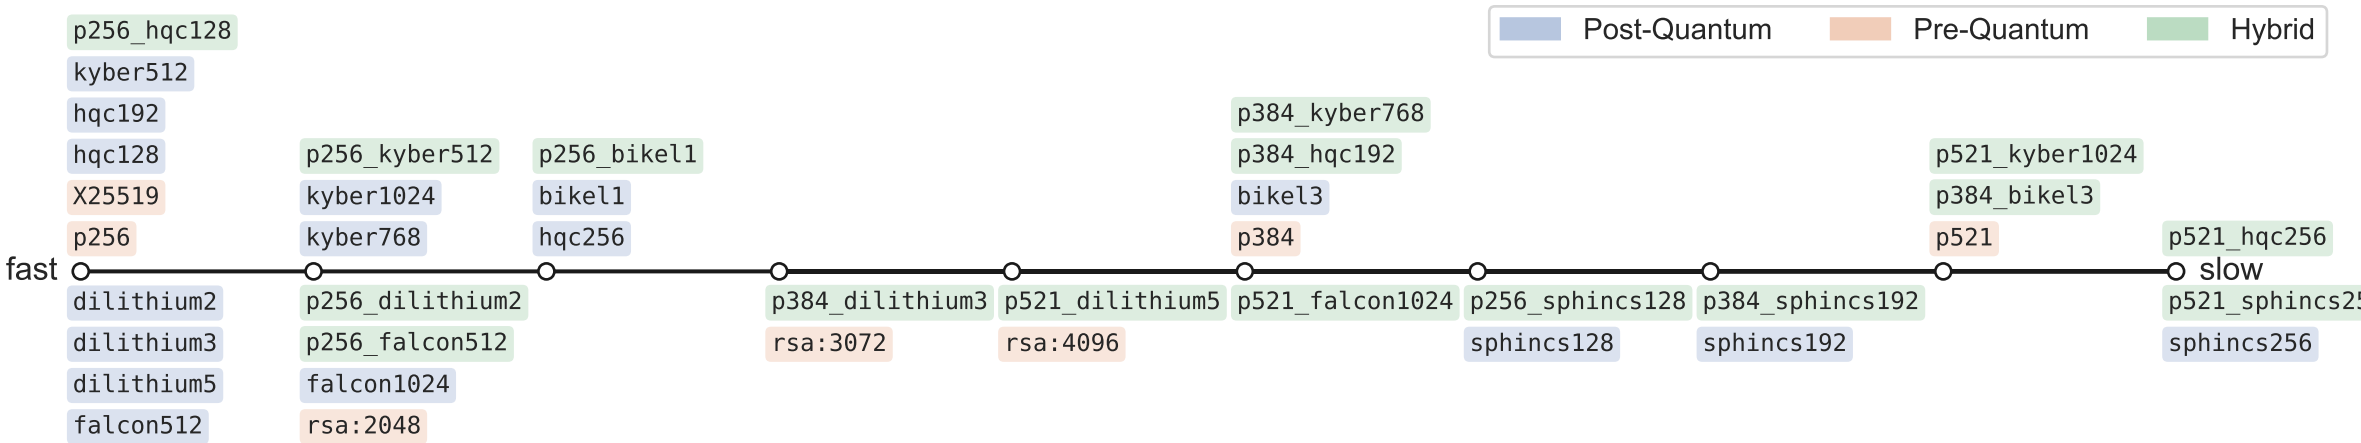 Post-Quantum Pre-Quantum Hybrid
p256_hqc128
kyber512
hqc192
hqc128
X25519
p256
p256_kyber512
kyber1024
kyber768
p256_bikel1
bikel1
hqc256
p384_kyber768
p384_hqc192
bikel3
p384
p521_kyber1024
p384_bikel3
p521
p521_hqc256
fast
slow
dilithium2
dilithium3
dilithium5
falcon512
p256_dilithium2
p256_falcon512
falcon1024
rsa:2048
p384_dilithium3
rsa:3072
p521_dilithium5
rsa:4096
p521_falcon1024
p256_sphincs128
sphincs128
p384_sphincs192
sphincs192
p521_sphincs25
sphincs256